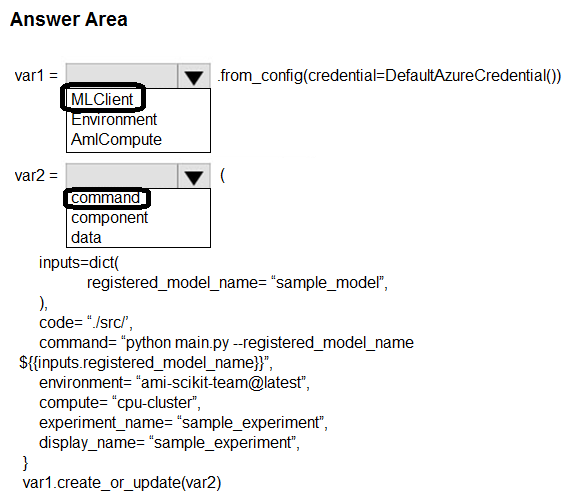 Answer Area
var1 = .from_config(credential=DefaultAzureCredential())
MLClient
Environment
AmlCompute
var2 = (
command
component
data
inputs=dict(
registered_model_name= “sample_model”,
),
code= “./src/’,
command= “python main.py --registered_model_name
${{inputs.registered_model_name}}”,
environment= “ami-scikit-team@latest”,
compute= “cpu-cluster”,
experiment_name= “sample_experiment”,
display_name= “sample_experiment”,
}
var1.create_or_update(var2)